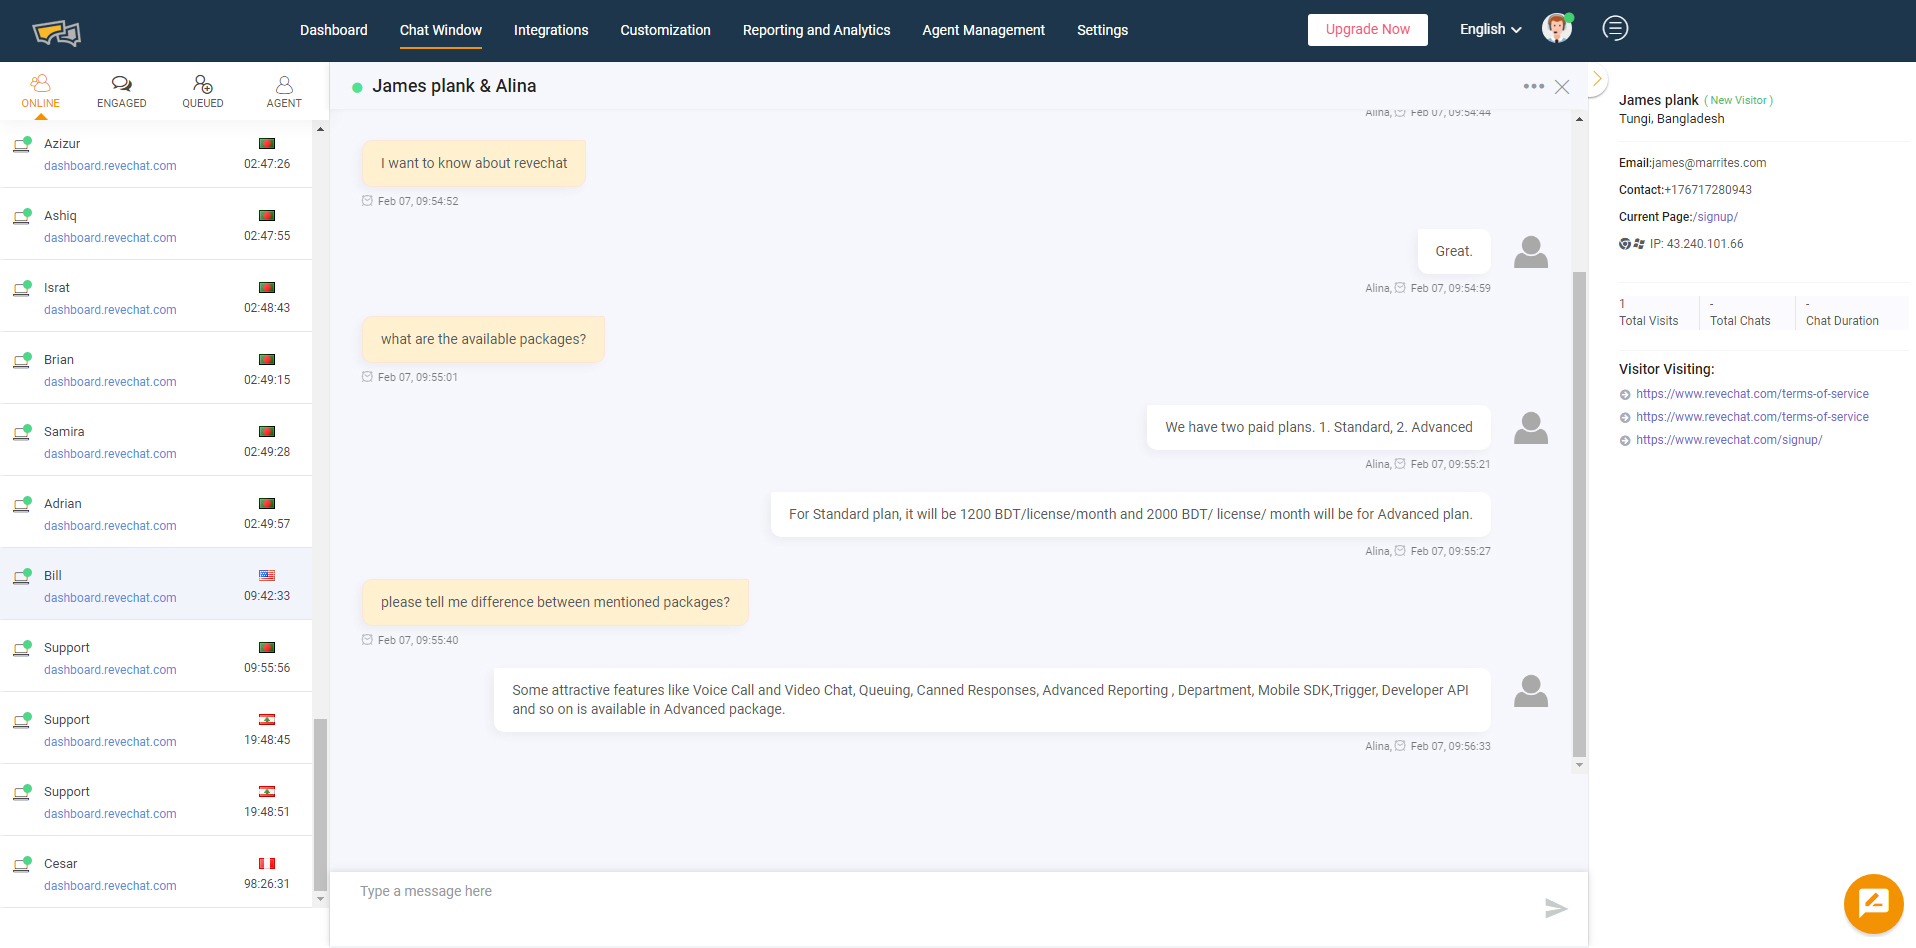 Dashboard
Chat Window
Integrations
Customization
Reporting and Analytics
Agent Management
Settings
Upgrade Now
English
ONLINE
ENGAGED
QUEUED
AGENT
Azizur
dashboard.revechat.com
02:47:26
Ashiq
dashboard.revechat.com
02:47:55
Israt
dashboard.revechat.com
02:48:43
Brian
dashboard.revechat.com
02:49:15
Samira
dashboard.revechat.com
02:49:28
Adrian
dashboard.revechat.com
02:49:57
Bill
dashboard.revechat.com
09:42:33
Support
dashboard.revechat.com
09:55:56
Support
dashboard.revechat.com
19:48:45
Support
dashboard.revechat.com
19:48:51
Cesar
dashboard.revechat.com
98:26:31
James plank & Alina
Alina, Feb 07, 09:54:44
I want to know about revechat
Feb 07, 09:54:52
Great.
Alina, Feb 07, 09:54:59
what are the available packages?
Feb 07, 09:55:01
We have two paid plans. 1. Standard, 2. Advanced
Alina, Feb 07, 09:55:21
For Standard plan, it will be 1200 BDT/license/month and 2000 BDT/ license/ month will be for Advanced plan.
Alina, Feb 07, 09:55:27
please tell me difference between mentioned packages?
Feb 07, 09:55:40
Some attractive features like Voice Call and Video Chat, Queuing, Canned Responses, Advanced Reporting , Department, Mobile SDK,Trigger, Developer API
and so on is available in Advanced package.
Alina, Feb 07, 09:56:33
Type a message here
James plank ( New Visitor )
Tungi, Bangladesh
Email:james@marrites.com
Contact:+176717280943
Current Page:/signup/
IP: 43.240.101.66
1
Total Visits
-
Total Chats
-
Chat Duration
Visitor Visiting:
https://www.revechat.com/terms-of-service
https://www.revechat.com/terms-of-service
https://www.revechat.com/signup/